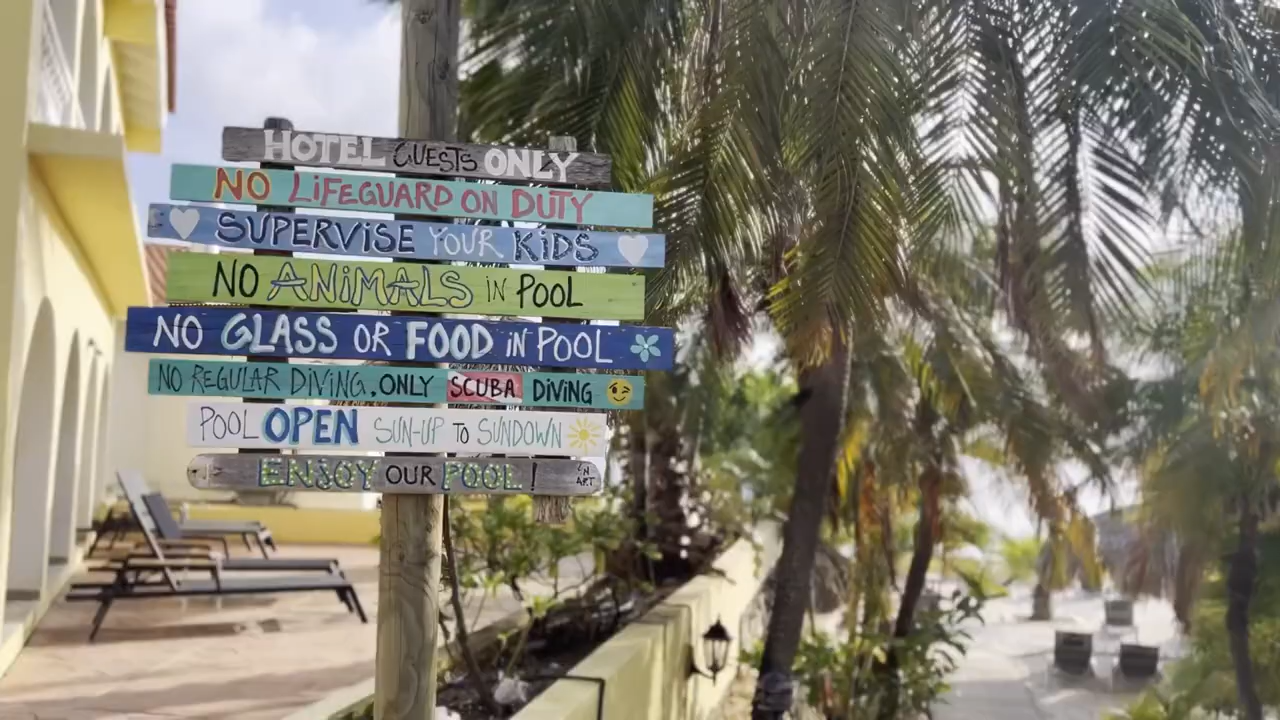 HOTEL GUESTS ONLY
NO LiFEGUARD ON DUTY
SUPERViSE YOUR KiDS
NO ANiMALS iN POOL
NO GLASS OR FOOD iN POOL
NO REGULAR DIVING. ONLY SCUBA DIVING
POOL OPEN SUN-UP TO SUNDOWN
ENJOY OUR POOL!